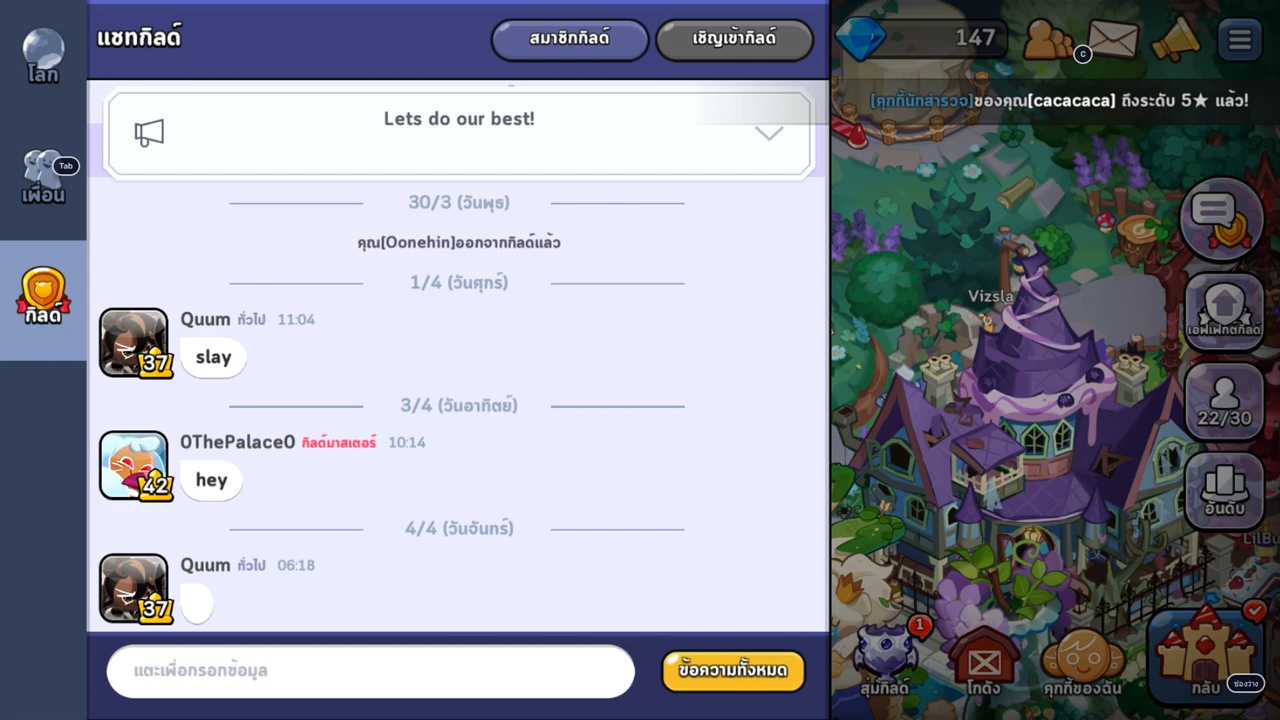 โลก
Tab
เพื่อน
กิลด์
แชทกิลด์
สมาชิกกิลด์
เชิญเข้ากิลด์
Lets do our best!
30/3 (วันพุธ)
คุณ[Oonehin]ออกจากกิลด์แล้ว
1/4 (วันศุกร์)
Quum ทั่วไป 11:04
37
slay
3/4 (วันอาทิตย์)
0ThePalace0 กิลด์มาสเตอร์ 10:14
42
hey
4/4 (วันจันทร์)
Quum ทั่วไป 06:18
37
แตะเพื่อกรอกข้อมูล
ข้อความทั้งหมด
147
C
[คุกกี้นักสำรวจ]ของคุณ[cacacaca] ถึงระดับ 5★ แล้ว!
Vizsla
เอฟเฟกต์กิลด์
22/30
อันดับ
LilBu
1
สุมกิลด์
โทดัง
คุกกี้ของฉัน
กลับ
ช่องว่าง